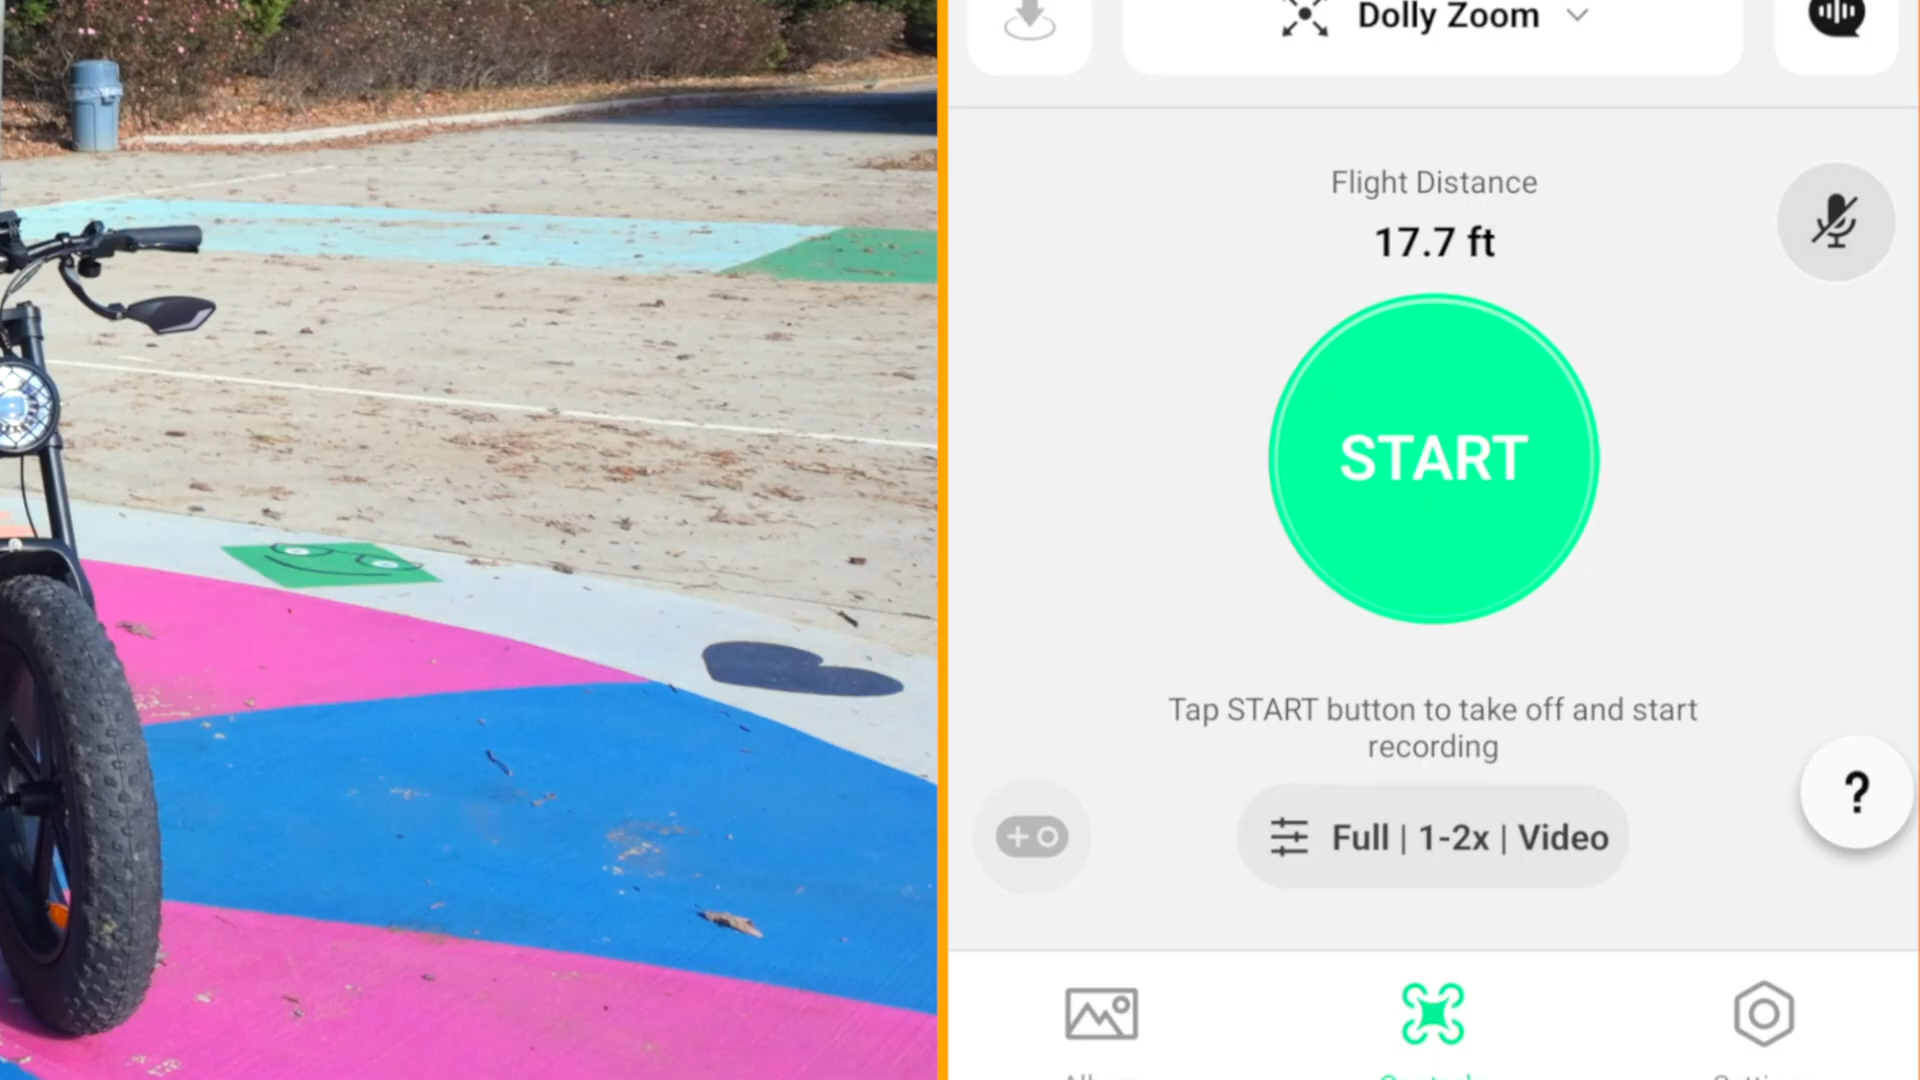 Dolly Zoom
Flight Distance
17.7 ft
START
Tap START button to take off and start
recording
?
Full | 1-2x | Video